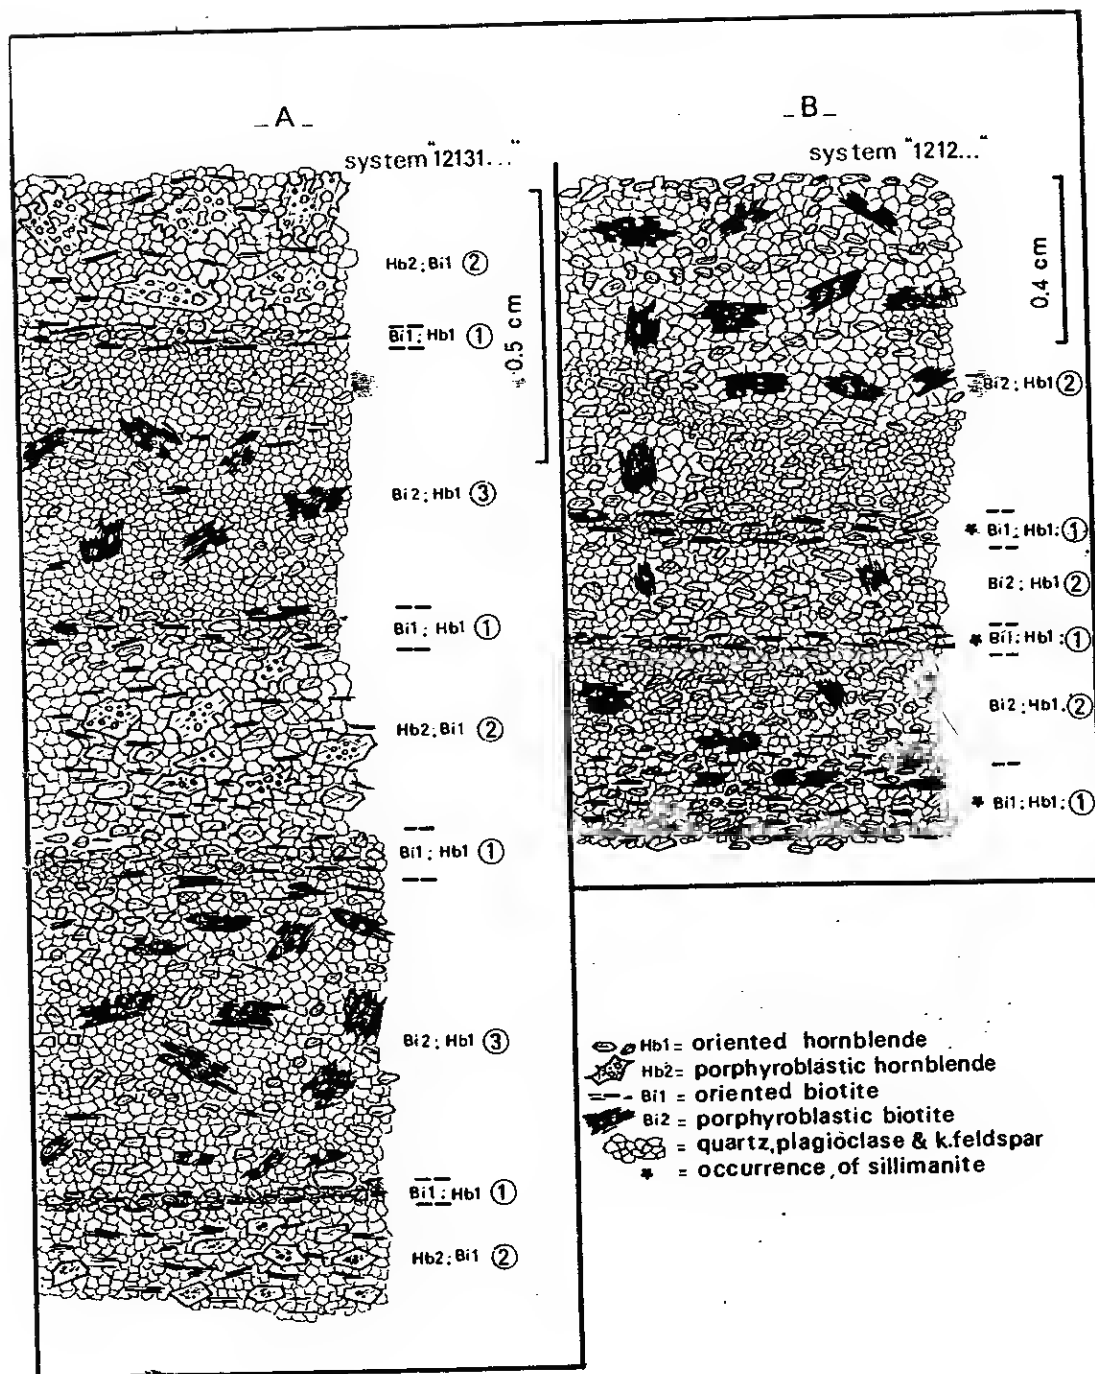 _ A _
system "12131..."
Hb2; Bi1 ②
Bi1; Hb1 ①
0.5 cm
Bi2; Hb1 ③
Bi1; Hb1 ①
Hb2; Bi1 ②
Bi1; Hb1 ①
Bi2; Hb1 ③
Bi1; Hb1 ①
Hb2; Bi1 ②
_ B _
system "1212..."
0.4 cm
Bi2; Hb1 ②
* Bi1; Hb1; ①
Bi2; Hb1 ②
* Bi1; Hb1; ①
Bi2; Hb1. ②
* Bi1; Hb1; ①
Hb1 = oriented hornblende
Hb2 = porphyroblastic hornblende
Bi1 = oriented biotite
Bi2 = porphyroblastic biotite
= quartz, plagioclase & k.feldspar
* = occurrence of sillimanite